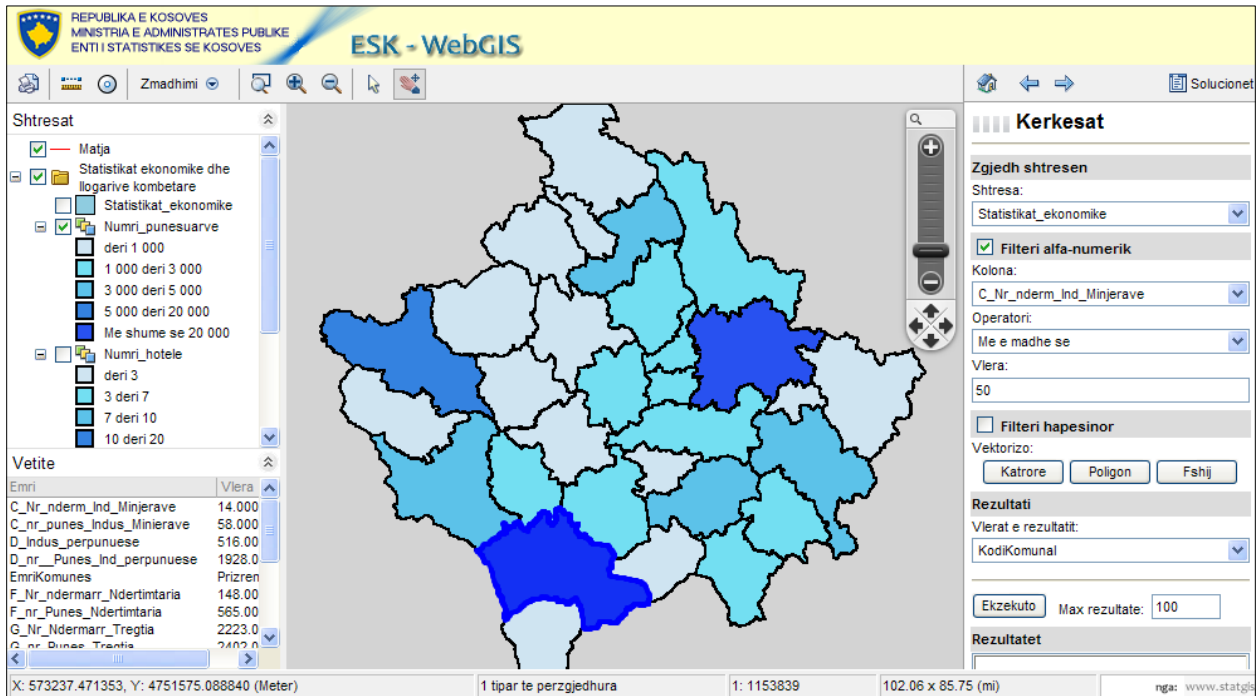 REPUBLIKA E KOSOVES
MINISTRIA E ADMINISTRATES PUBLIKE
ENTI I STATISTIKES SE KOSOVES
ESK - WebGIS
Zmadhimi
Solucionet
Shtresat
Matja
Statistikat ekonomike dhe
llogarive kombetare
Statistikat_ekonomike
Numri_punesuarve
deri 1 000
1 000 deri 3 000
3 000 deri 5 000
5 000 deri 20 000
Me shume se 20 000
Numri_hotele
deri 3
3 deri 7
7 deri 10
10 deri 20
Vetite
Emri Vlera
C_Nr_nderm_Ind_Minjerave 14.000
C_nr_punes_Indus_Minierave 58.000
D_Indus_perpunuese 516.00
D_nr__Punes_Ind_perpunuese 1928.0
EmriKomunes Prizren
F_Nr_ndermarr_Ndertimtaria 148.00
F_nr_Punes_Ndertimtaria 565.00
G_Nr_Ndermarr_Tregtia 2223.0
G_nr_Punes_Tregtia 2402.0
Kerkesat
Zgjedh shtresen
Shtresa:
Statistikat_ekonomike
Filteri alfa-numerik
Kolona:
C_Nr_nderm_Ind_Minjerave
Operatori:
Me e madhe se
Vlera:
50
Filteri hapesinor
Vektorizo:
Katrore Poligon Fshij
Rezultati
Vlerat e rezultatit:
KodiKomunal
Ekzekuto Max rezultate: 100
Rezultatet
X: 573237.471353, Y: 4751575.088840 (Meter) 1 tipar te perzgjedhura 1: 1153839 102.06 x 85.75 (mi) nga: www.statgis